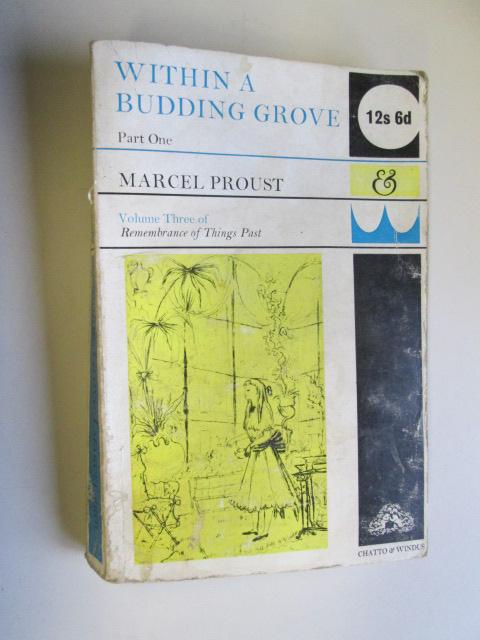 WITHIN A
BUDDING GROVE
Part One
12s 6d
MARCEL PROUST
&
Volume Three of
Remembrance of Things Past
CHATTO & WINDUS